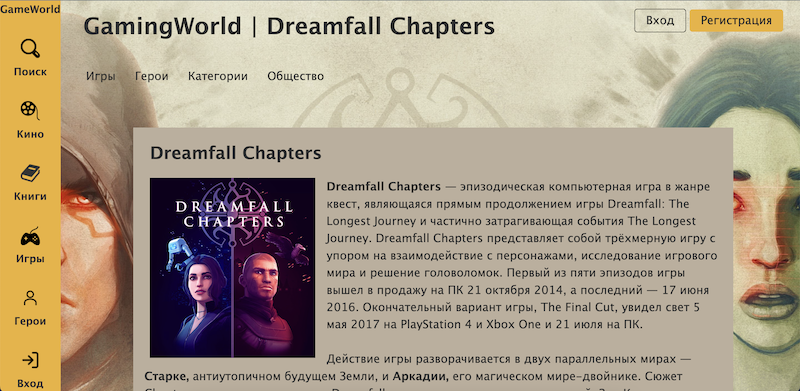 GameWorld
Поиск
Кино
Книги
Игры
Герои
Вход
GamingWorld | Dreamfall Chapters
Вход
Регистрация
Игры
Герои
Категории
Общество
Dreamfall Chapters
DREAMFALL
CHAPTERS
Dreamfall Chapters — эпизодическая компьютерная игра в жанре
квест, являющаяся прямым продолжением игры Dreamfall: The
Longest Journey и частично затрагивающая события The Longest
Journey. Dreamfall Chapters представляет собой трёхмерную игру с
упором на взаимодействие с персонажами, исследование игрового
мира и решение головоломок. Первый из пяти эпизодов игры
вышел в продажу на ПК 21 октября 2014, а последний — 17 июня
2016. Окончательный вариант игры, The Final Cut, увидел свет 5
мая 2017 на PlayStation 4 и Xbox One и 21 июля на ПК.
Действие игры разворачивается в двух параллельных мирах —
Старке, антиутопичном будущем Земли, и Аркадии, его магическом мире-двойнике. Сюжет